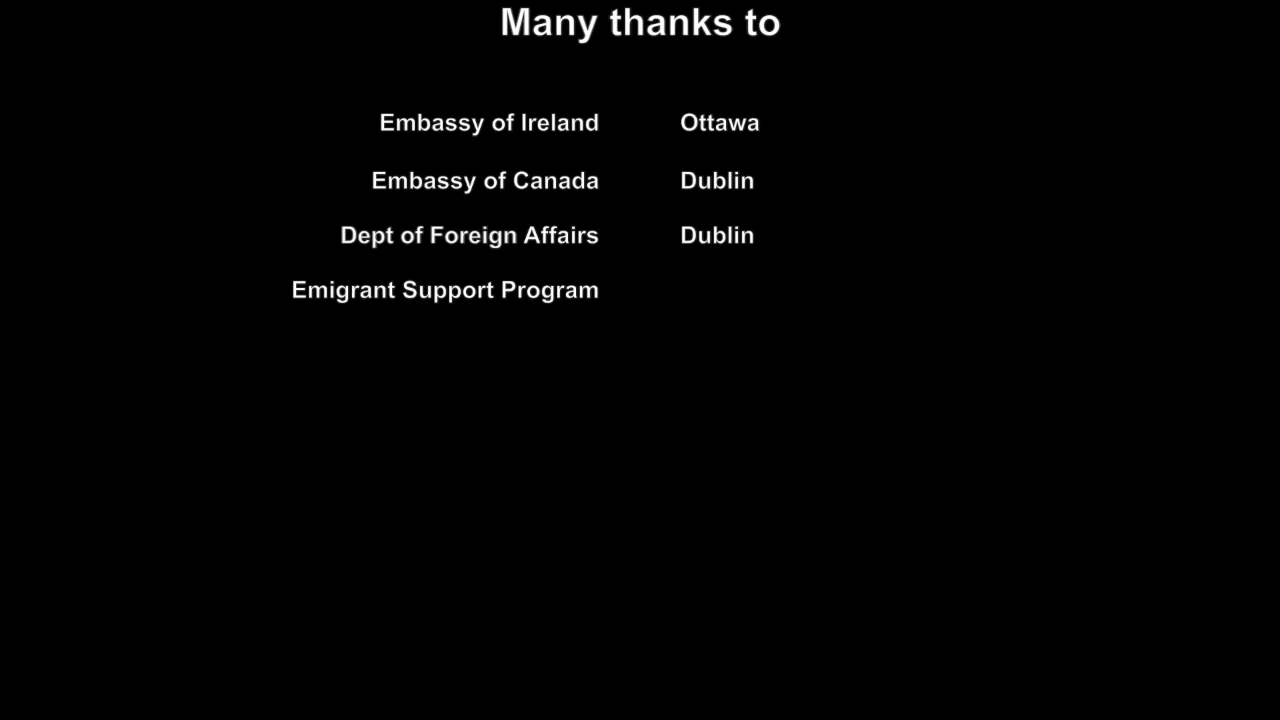 Many thanks to
Embassy of Ireland Ottawa
Embassy of Canada Dublin
Dept of Foreign Affairs Dublin
Emigrant Support Program